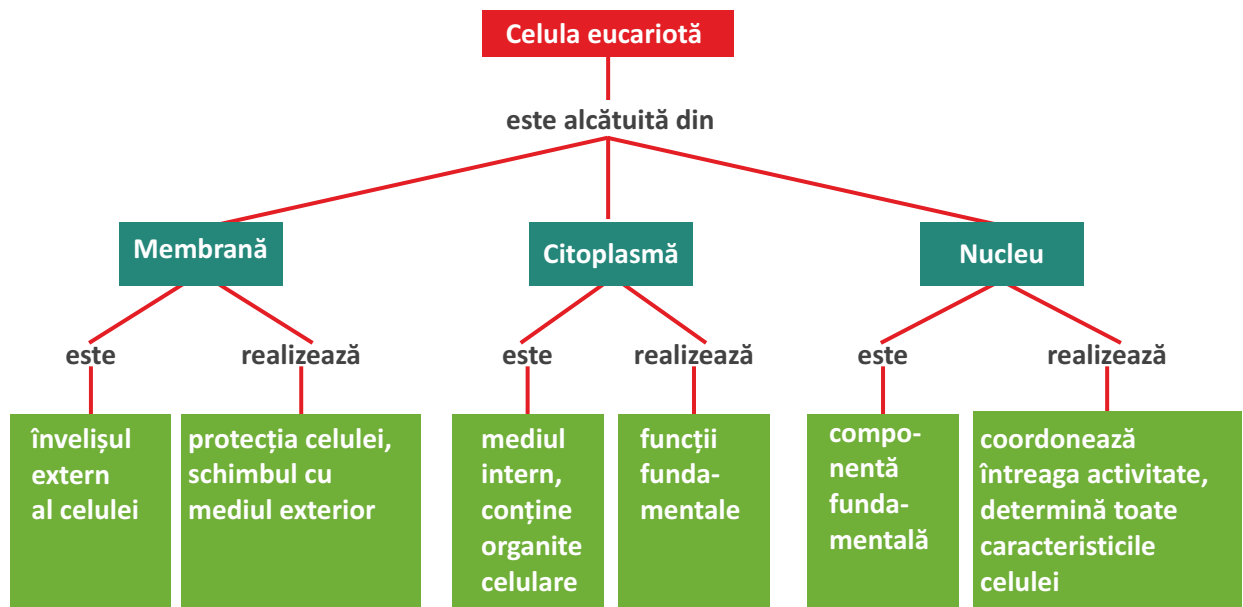 Celula eucariotă
este alcătuită din
Membrană
Citoplasmă
Nucleu
este
realizează
este
realizează
este
realizează
învelișul
extern
al celulei
protecția celulei,
schimbul cu
mediul exterior
mediul
intern,
conține
organite
celulare
funcții
funda-
mentale
compo-
nentă
funda-
mentală
coordonează
întreaga activitate,
determină toate
caracteristicile
celulei